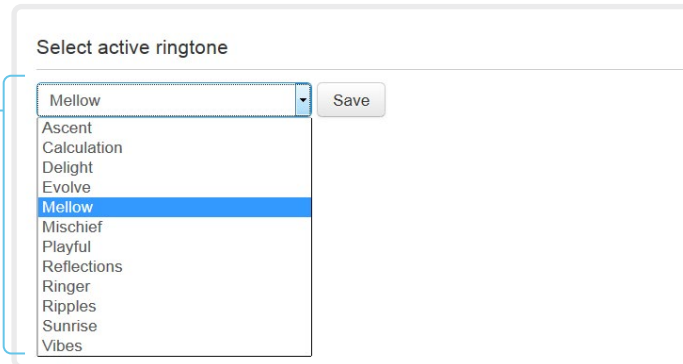 Select active ringtone
Mellow Save
Ascent
Calculation
Delight
Evolve
Mellow
Mischief
Playful
Reflections
Ringer
Ripples
Sunrise
Vibes